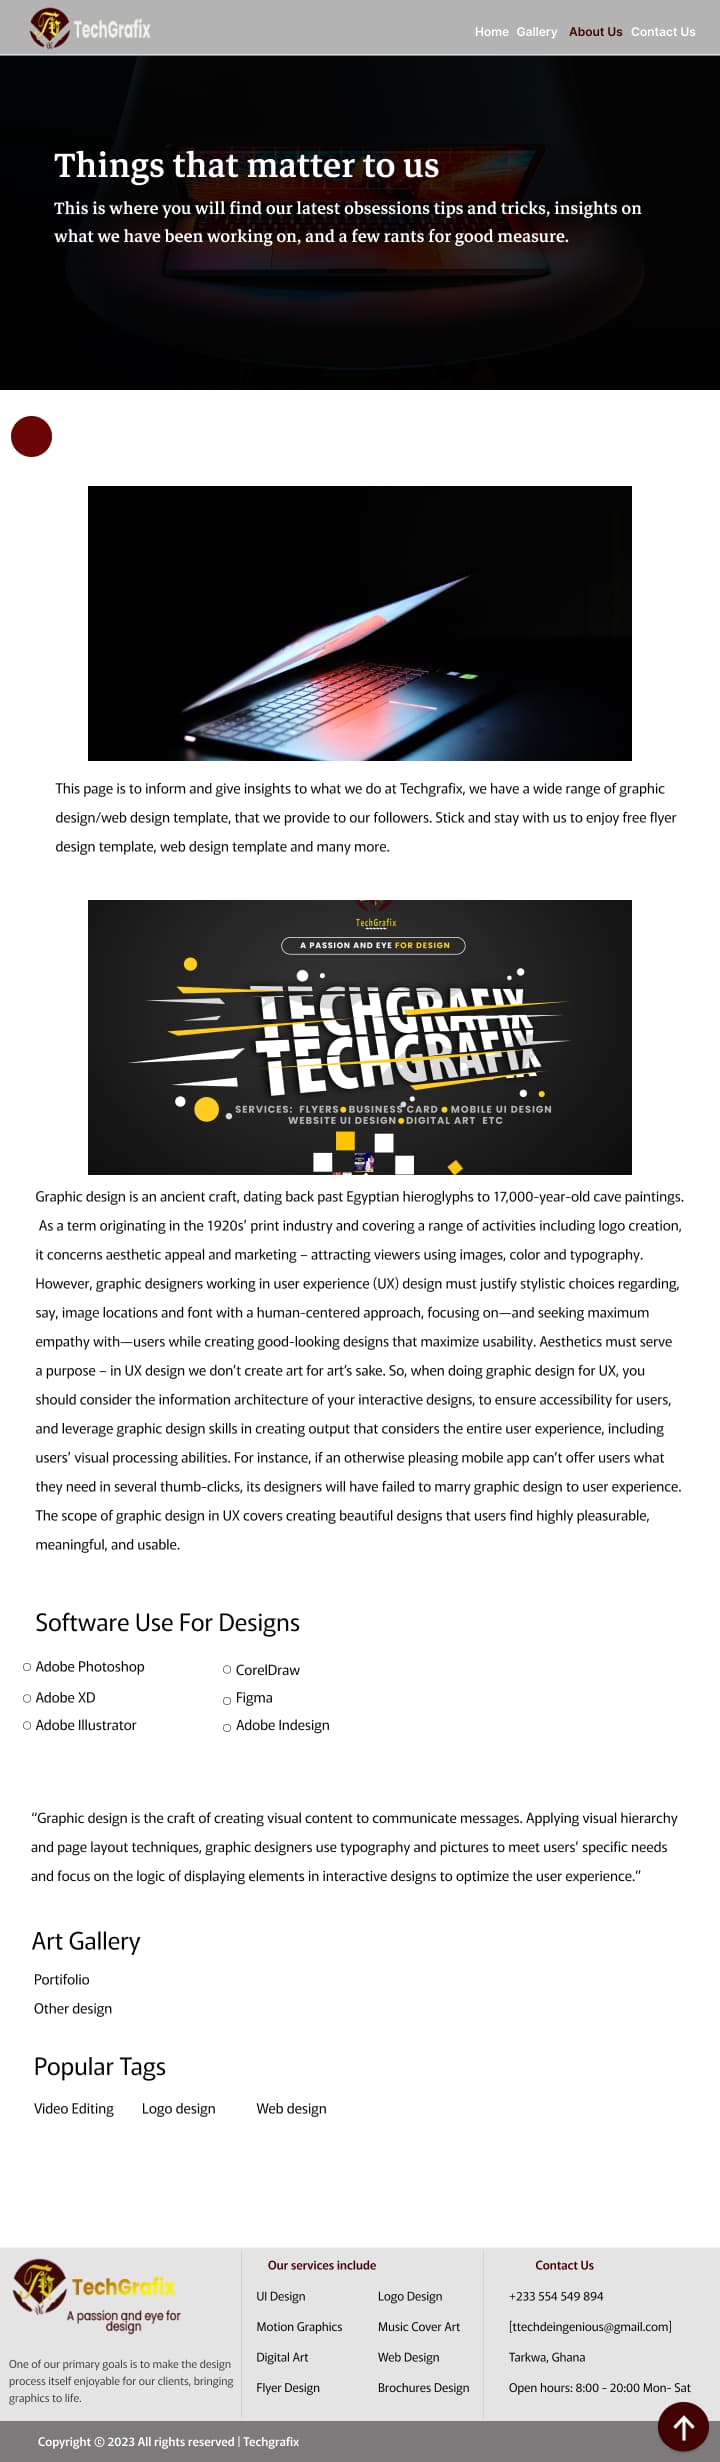 TechGrafix
Home Gallery About Us Contact Us
Things that matter to us
This is where you will find our latest obsessions tips and tricks, insights on
what we have been working on, and a few rants for good measure.
This page is to inform and give insights to what we do at Techgrafix, we have a wide range of graphic
design/web design template, that we provide to our followers. Stick and stay with us to enjoy free flyer
design template, web design template and many more.
TechGrafix
A PASSION AND EYE FOR DESIGN
TECHGRAFIX
TECHGRAFIX
SERVICES: FLYERS●BUSINESS CARD ● MOBILE UI DESIGN
WEBSITE UI DESIGN●DIGITAL ART ETC
Graphic design is an ancient craft, dating back past Egyptian hieroglyphs to 17,000-year-old cave paintings.
As a term originating in the 1920s’ print industry and covering a range of activities including logo creation,
it concerns aesthetic appeal and marketing – attracting viewers using images, color and typography.
However, graphic designers working in user experience (UX) design must justify stylistic choices regarding,
say, image locations and font with a human-centered approach, focusing on—and seeking maximum
empathy with—users while creating good-looking designs that maximize usability. Aesthetics must serve
a purpose – in UX design we don’t create art for art’s sake. So, when doing graphic design for UX, you
should consider the information architecture of your interactive designs, to ensure accessibility for users,
and leverage graphic design skills in creating output that considers the entire user experience, including
users’ visual processing abilities. For instance, if an otherwise pleasing mobile app can’t offer users what
they need in several thumb-clicks, its designers will have failed to marry graphic design to user experience.
The scope of graphic design in UX covers creating beautiful designs that users find highly pleasurable,
meaningful, and usable.
Software Use For Designs
Adobe Photoshop
CorelDraw
Adobe XD
Figma
Adobe Illustrator
Adobe Indesign
“Graphic design is the craft of creating visual content to communicate messages. Applying visual hierarchy
and page layout techniques, graphic designers use typography and pictures to meet users’ specific needs
and focus on the logic of displaying elements in interactive designs to optimize the user experience.”
Art Gallery
Portifolio
Other design
Popular Tags
Video Editing Logo design Web design
TechGrafix
A passion and eye for
design
One of our primary goals is to make the design
process itself enjoyable for our clients, bringing
graphics to life.
Our services include
UI Design
Logo Design
Motion Graphics
Music Cover Art
Digital Art
Web Design
Flyer Design
Brochures Design
Contact Us
+233 554 549 894
[ttechdeingenious@gmail.com]
Tarkwa, Ghana
Open hours: 8:00 - 20:00 Mon- Sat
Copyright © 2023 All rights reserved | Techgrafix